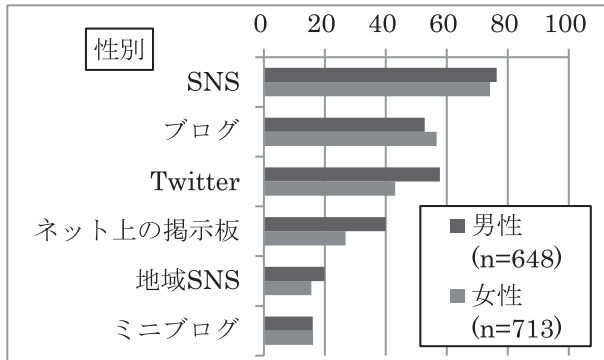 性別
0 20 40 60 80 100
SNS
ブログ
Twitter
ネット上の掲示板
地域SNS
ミニブログ
男性
(n=648)
女性
(n=713)